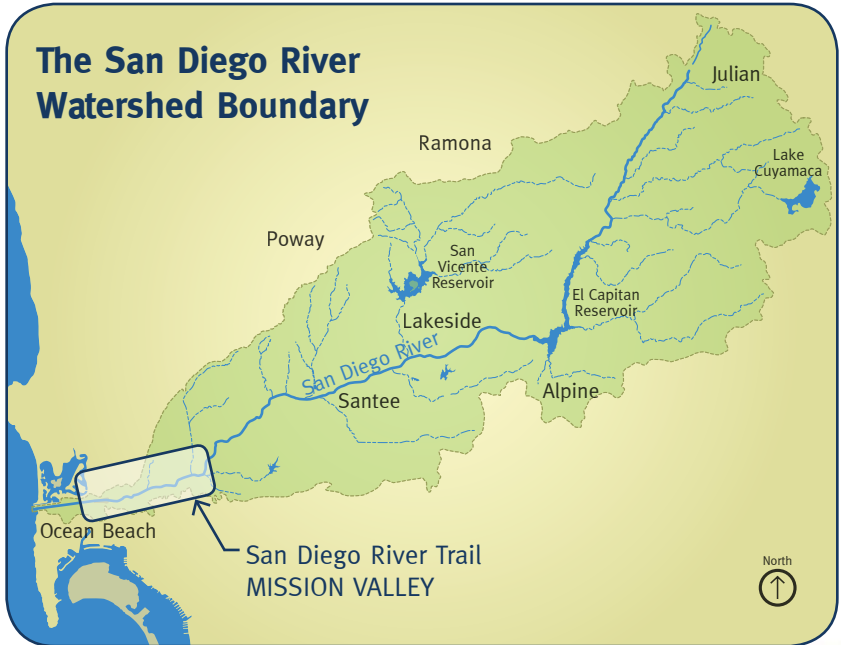 The San Diego River
Watershed Boundary
Julian
Ramona
Lake
Cuyamaca
Poway
San
Vicente
Reservoir
El Capitan
Reservoir
Lakeside
San Diego River
Alpine
Santee
Ocean Beach
San Diego River Trail
MISSION VALLEY
North